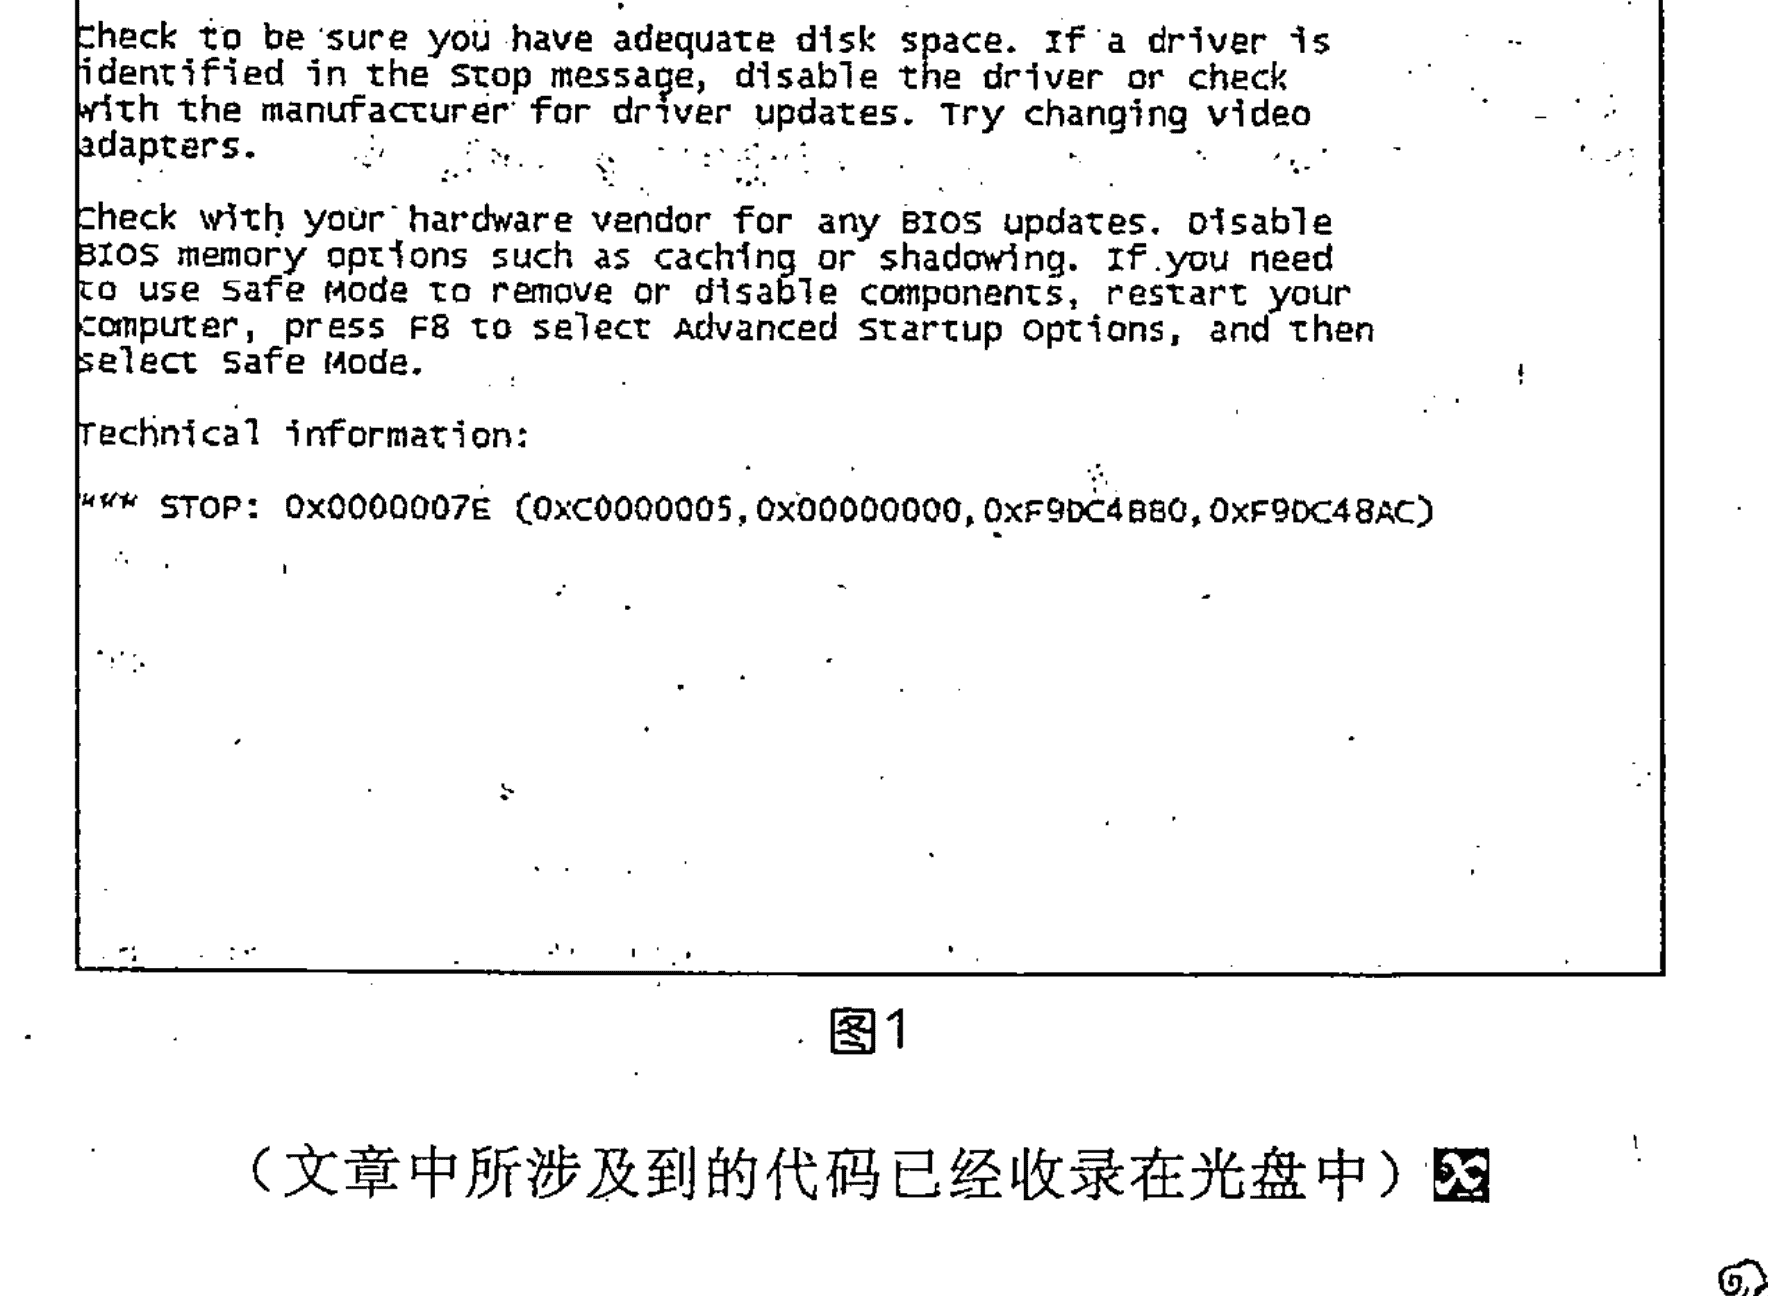 Check to be sure you have adequate disk space. If a driver is
identified in the Stop message, disable the driver or check
with the manufacturer for driver updates. Try changing video
adapters.
Check with your hardware vendor for any BIOS updates. Disable
BIOS memory options such as caching or shadowing. If you need
to use Safe Mode to remove or disable components, restart your
computer, press F8 to select Advanced Startup Options, and then
select Safe Mode.
Technical information:
*** STOP: 0x0000007E (0xC0000005,0x00000000,0xF9DC4B80,0xF9DC48AC)
图1
（文章中所涉及到的代码已经收录在光盘中）